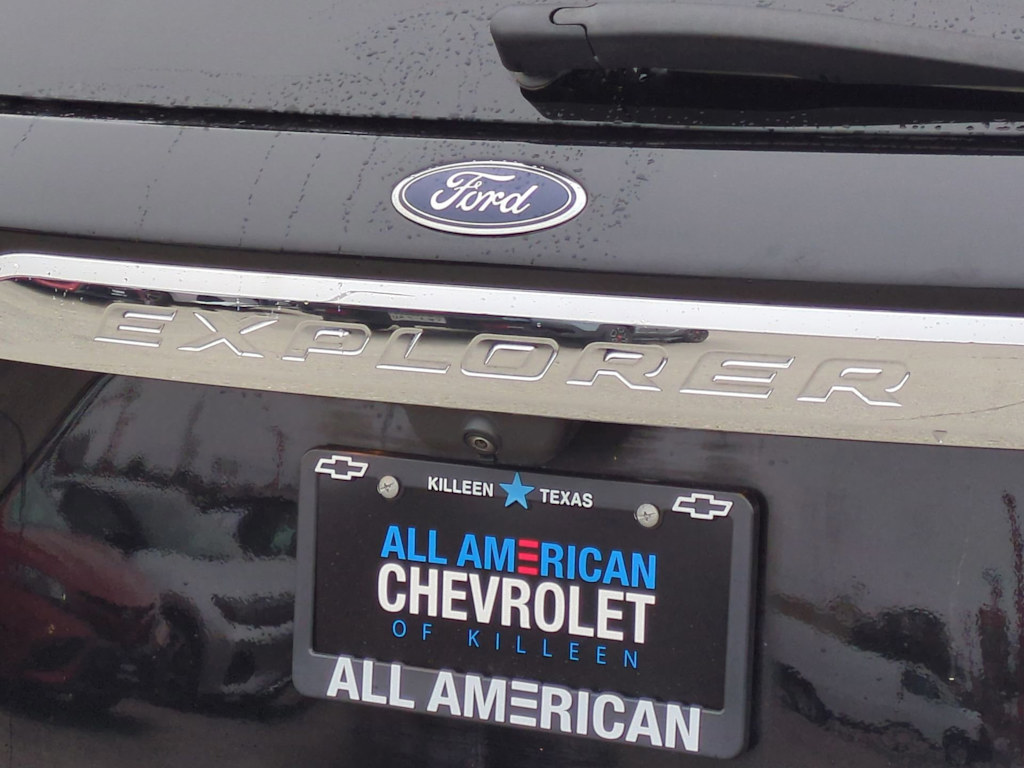 Ford
EXPLORER
KILLEEN TEXAS
ALL AMERICAN
CHEVROLET
OF KILLEEN
ALL AMERICAN